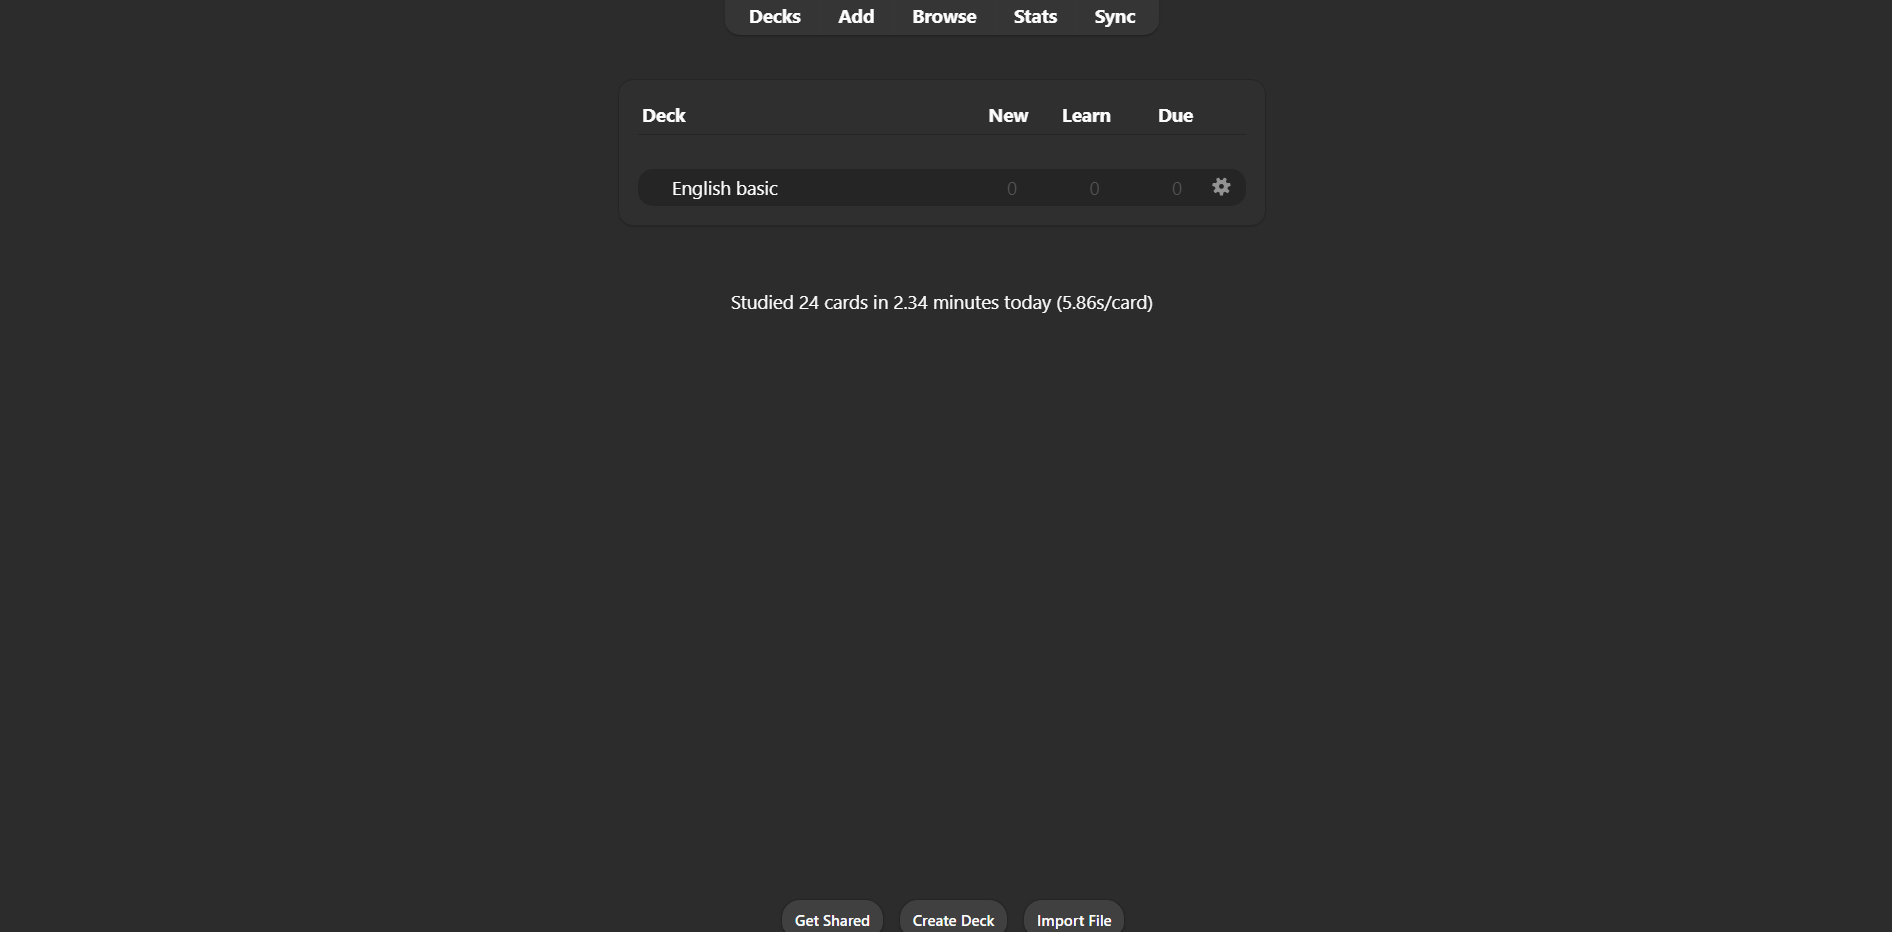 Decks Add Browse Stats Sync
Deck New Learn Due
English basic 0 0 0
Studied 24 cards in 2.34 minutes today (5.86s/card)
Get Shared Create Deck Import File